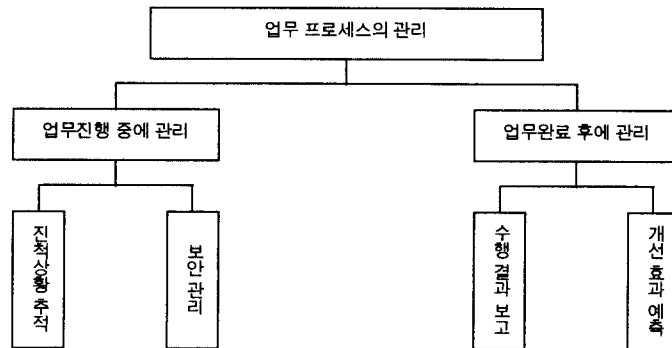 업무 프로세스의 관리
업무진행 중에 관리
업무완료 후에 관리
진척상황 추적
보안 관리
수행 결과 보고
개선 효과 예측